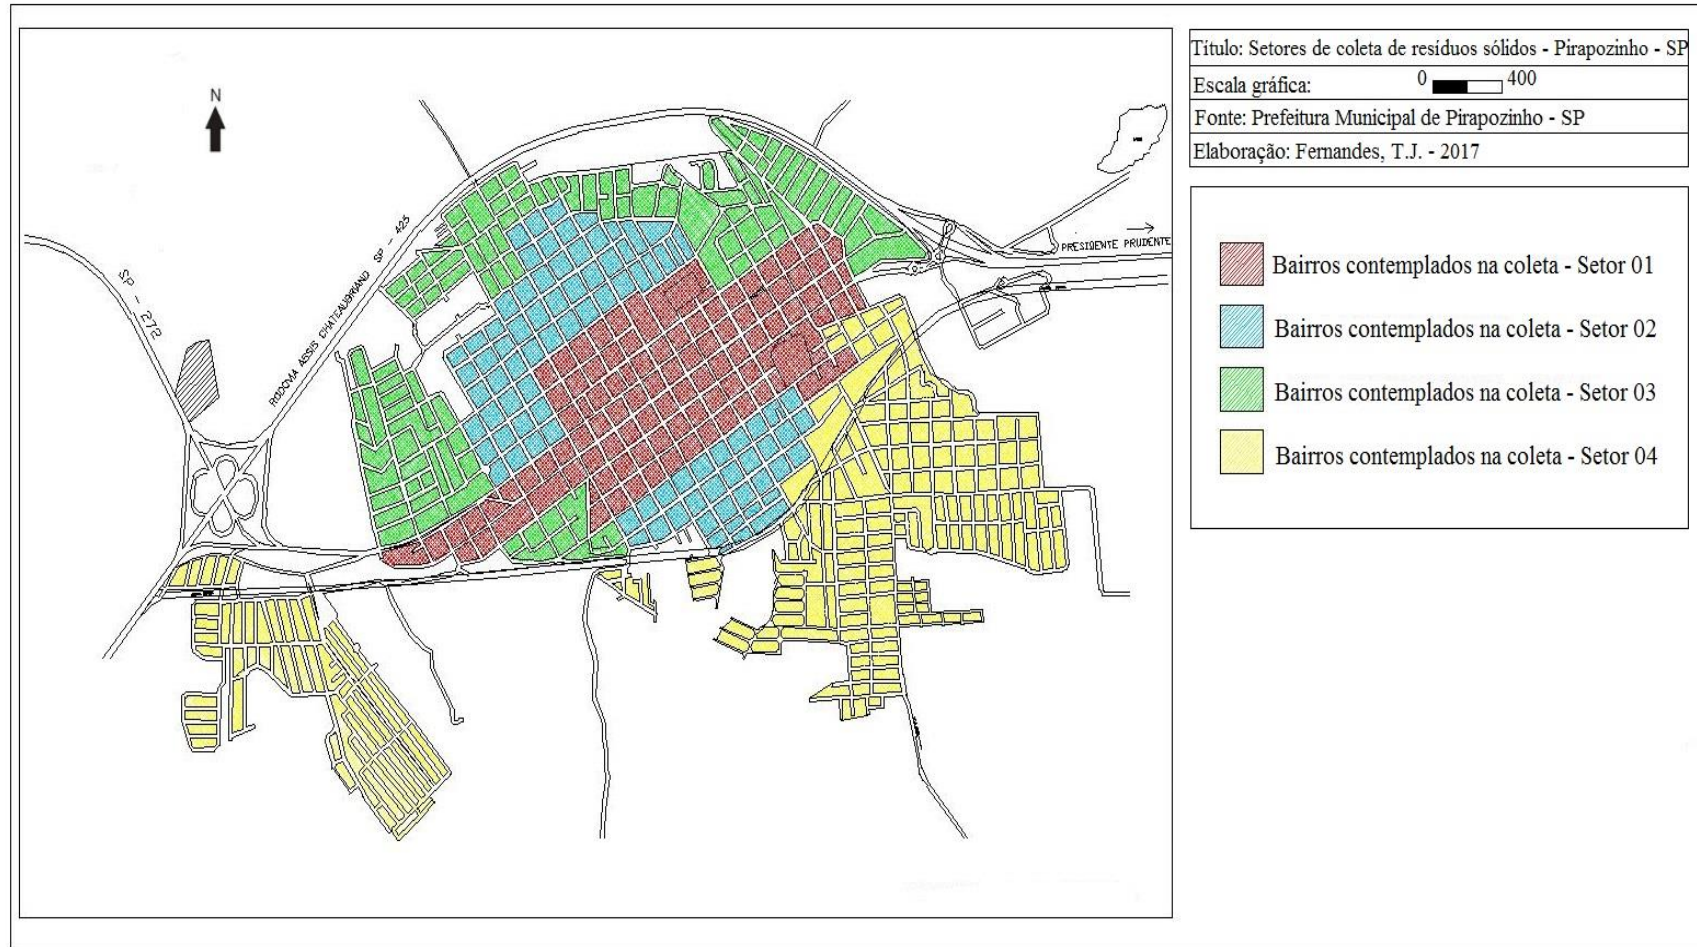 Título: Setores de coleta de resíduos sólidos - Pirapozinho - SP
Escala gráfica: 0 400
Fonte: Prefeitura Municipal de Pirapozinho - SP
Elaboração: Fernandes, T.J. - 2017
N
RODOVIA ASSIS CHATEAUBRIAND SP - 425
SP - 272
PRESIDENTE PRUDENTE
Bairros contemplados na coleta - Setor 01
Bairros contemplados na coleta - Setor 02
Bairros contemplados na coleta - Setor 03
Bairros contemplados na coleta - Setor 04